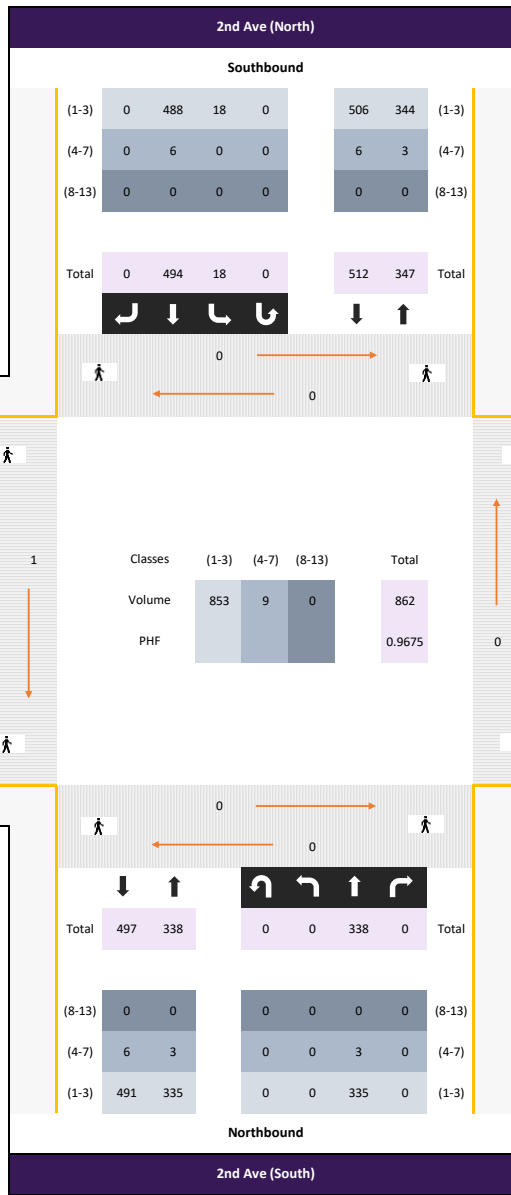 2nd Ave (North)
Southbound
(1-3) 0 488 18 0 506 344 (1-3)
(4-7) 0 6 0 0 6 3 (4-7)
(8-13) 0 0 0 0 0 0 (8-13)
Total 0 494 18 0 512 347 Total
0
0
1
Classes (1-3) (4-7) (8-13) Total
Volume 853 9 0 862
PHF 0.9675
0
0
0
Total 497 338 0 0 338 0 Total
(8-13) 0 0 0 0 0 0 (8-13)
(4-7) 6 3 0 0 3 0 (4-7)
(1-3) 491 335 0 0 335 0 (1-3)
Northbound
2nd Ave (South)